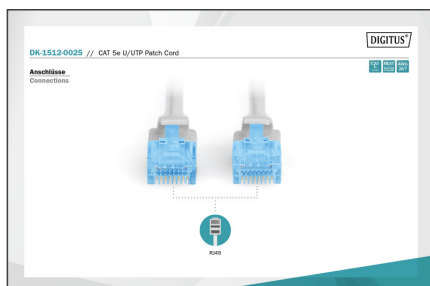 DIGITUS®
DK-1512-0025 // CAT 5e U/UTP Patch Cord
Anschlüsse
Connections
RJ45